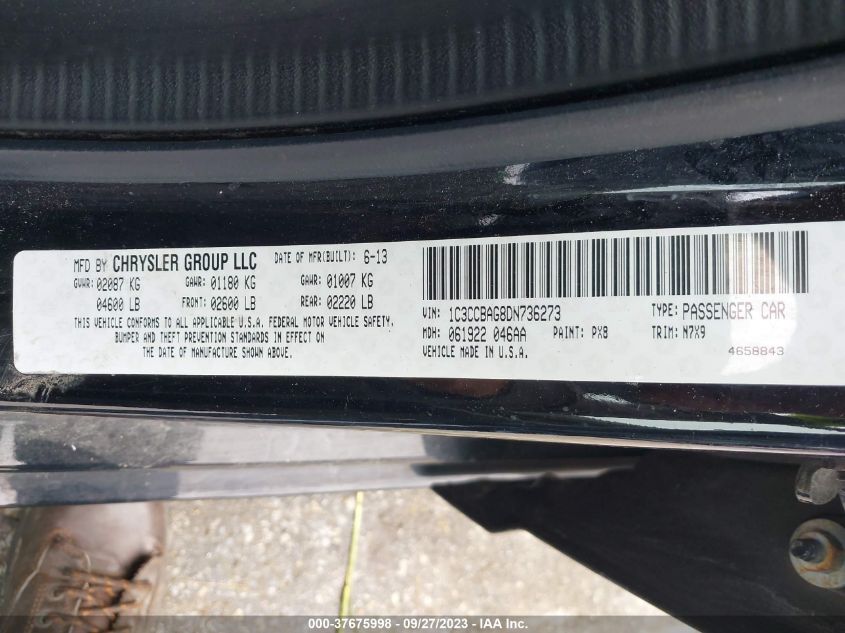 MFD BY CHRYSLER GROUP LLC DATE OF MFR(BUILT): 6-13
GVWR: 02087 KG GAWR: 01180 KG GAWR: 01007 KG
04600 LB FRONT: 02600 LB REAR: 02220 LB
THIS VEHICLE CONFORMS TO ALL APPLICABLE U.S.A. FEDERAL MOTOR VEHICLE SAFETY,
BUMPER AND THEFT PREVENTION STANDARDS IN EFFECT ON
THE DATE OF MANUFACTURE SHOWN ABOVE.
VIN: 1C3CCBAG8DN736273 TYPE: PASSENGER CAR
MDH: 061922 046AA PAINT: PX8 TRIM: N7X9
VEHICLE MADE IN U.S.A. 4658843
000-37675998 - 09/27/2023 - © IAA Inc.